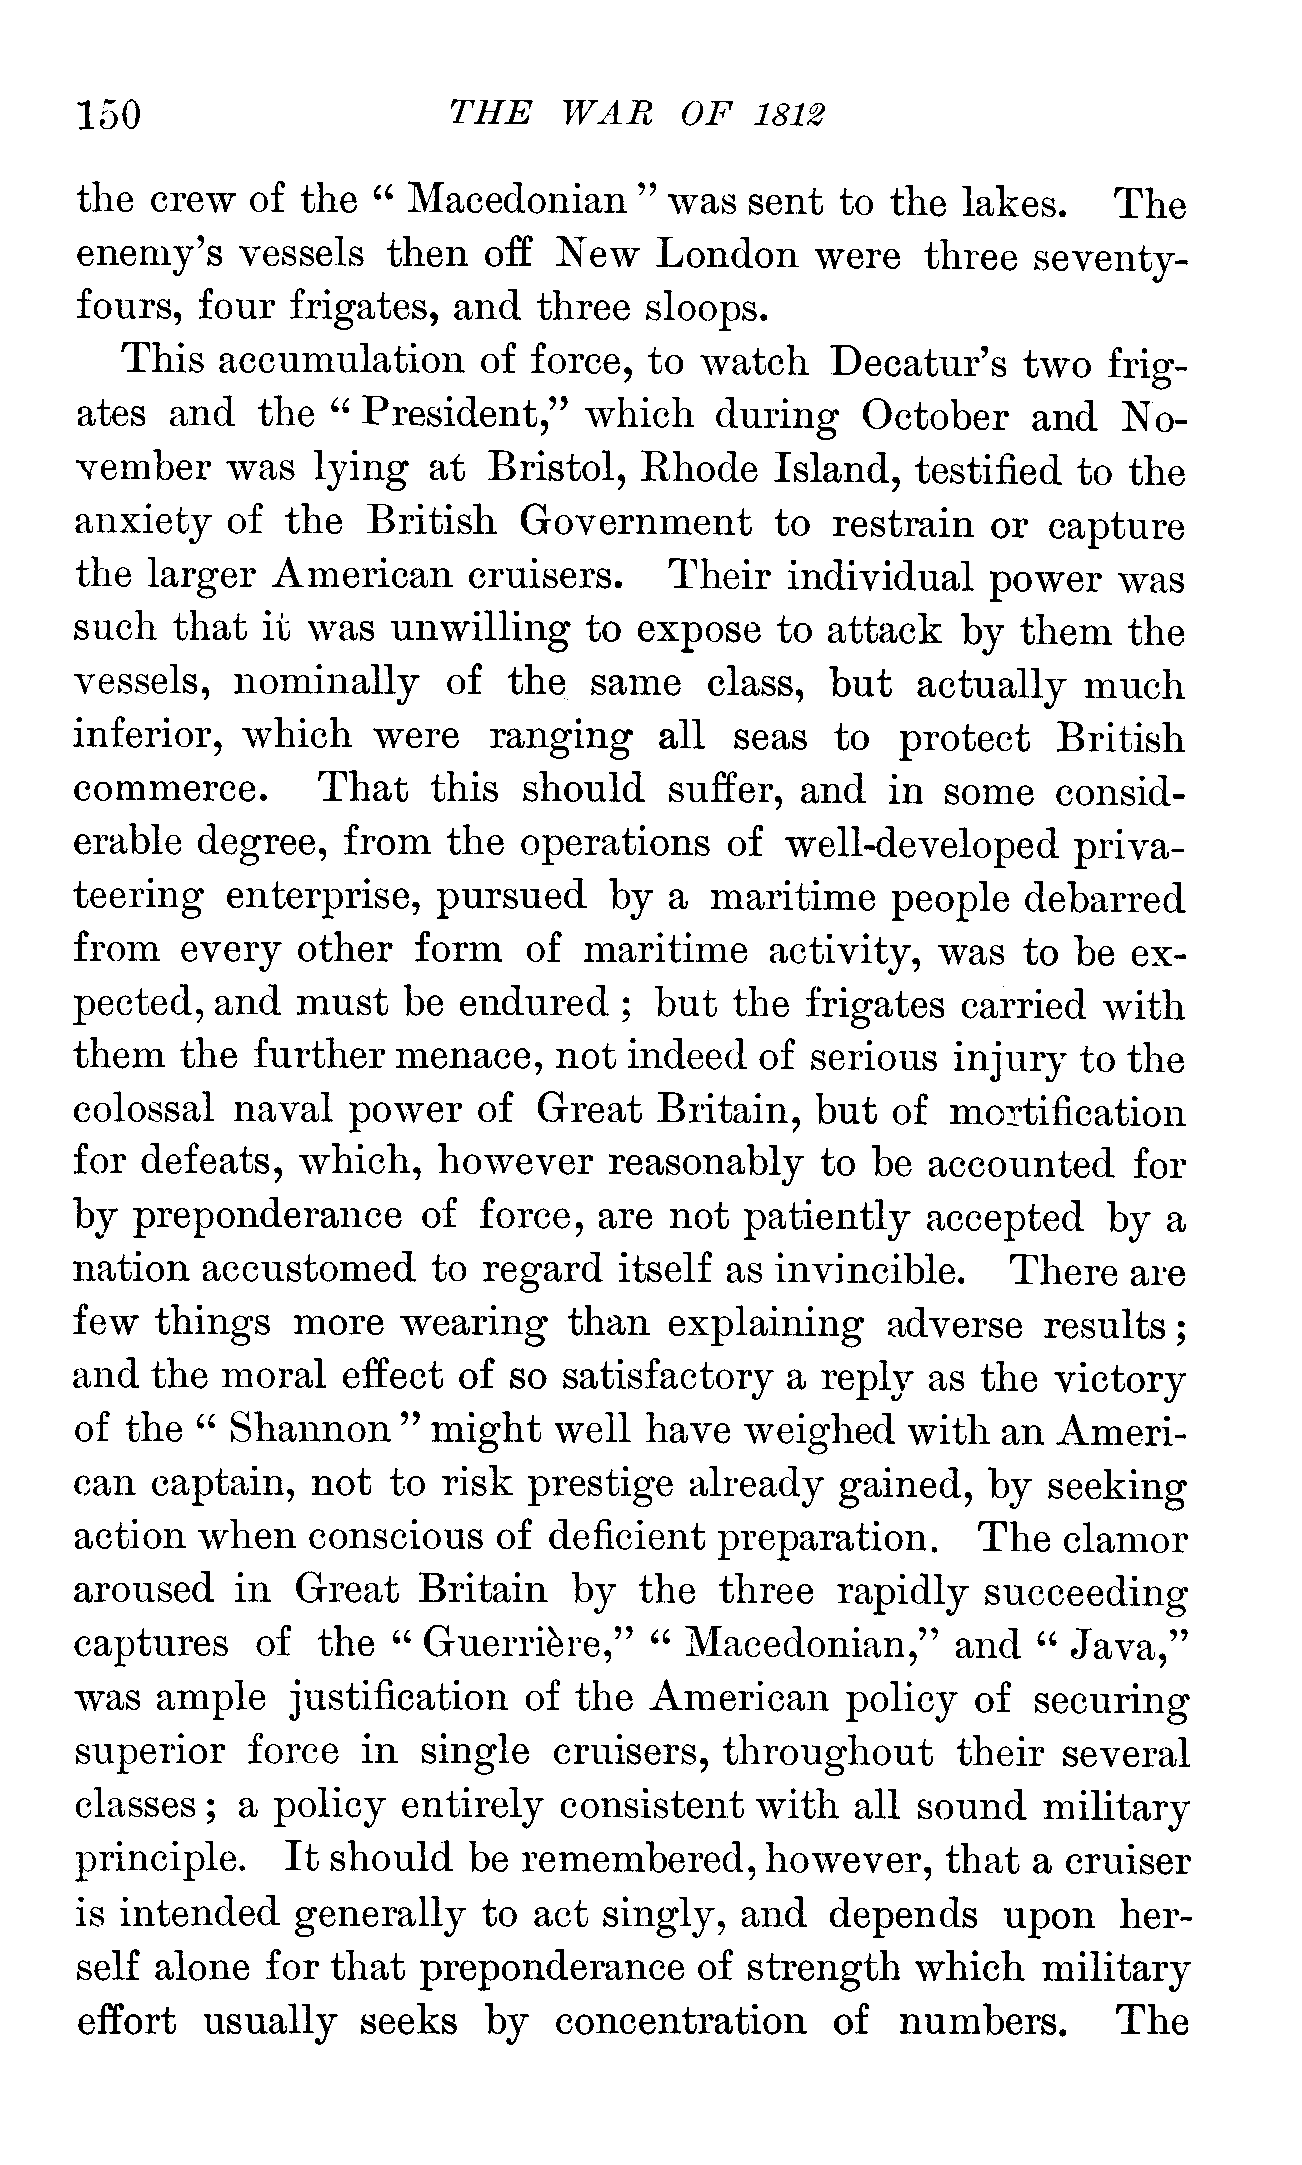 150 THE WAR OF 1812
the crew of the “ Macedonian ” was sent to the lakes. The
enemy’s vessels then off New London were three seventy-
fours, four frigates, and three sloops.
This accumulation of force, to watch Decatur’s two frig-
ates and the “ President,” which during October and No-
vember was lying at Bristol, Rhode Island, testified to the
anxiety of the British Government to restrain or capture
the larger American cruisers. Their individual power was
such that it was unwilling to expose to attack by them the
vessels, nominally of the same class, but actually much
inferior, which were ranging all seas to protect British
commerce. That this should suffer, and in some consid-
erable degree, from the operations of well-developed priva-
teering enterprise, pursued by a maritime people debarred
from every other form of maritime activity, was to be ex-
pected, and must be endured ; but the frigates carried with
them the further menace, not indeed of serious injury to the
colossal naval power of Great Britain, but of mortification
for defeats, which, however reasonably to be accounted for
by preponderance of force, are not patiently accepted by a
nation accustomed to regard itself as invincible. There are
few things more wearing than explaining adverse results ;
and the moral effect of so satisfactory a reply as the victory
of the “ Shannon ” might well have weighed with an Ameri-
can captain, not to risk prestige already gained, by seeking
action when conscious of deficient preparation. The clamor
aroused in Great Britain by the three rapidly succeeding
captures of the “ Guerrière,” “ Macedonian,” and “ Java,”
was ample justification of the American policy of securing
superior force in single cruisers, throughout their several
classes ; a policy entirely consistent with all sound military
principle. It should be remembered, however, that a cruiser
is intended generally to act singly, and depends upon her-
self alone for that preponderance of strength which military
effort usually seeks by concentration of numbers. The